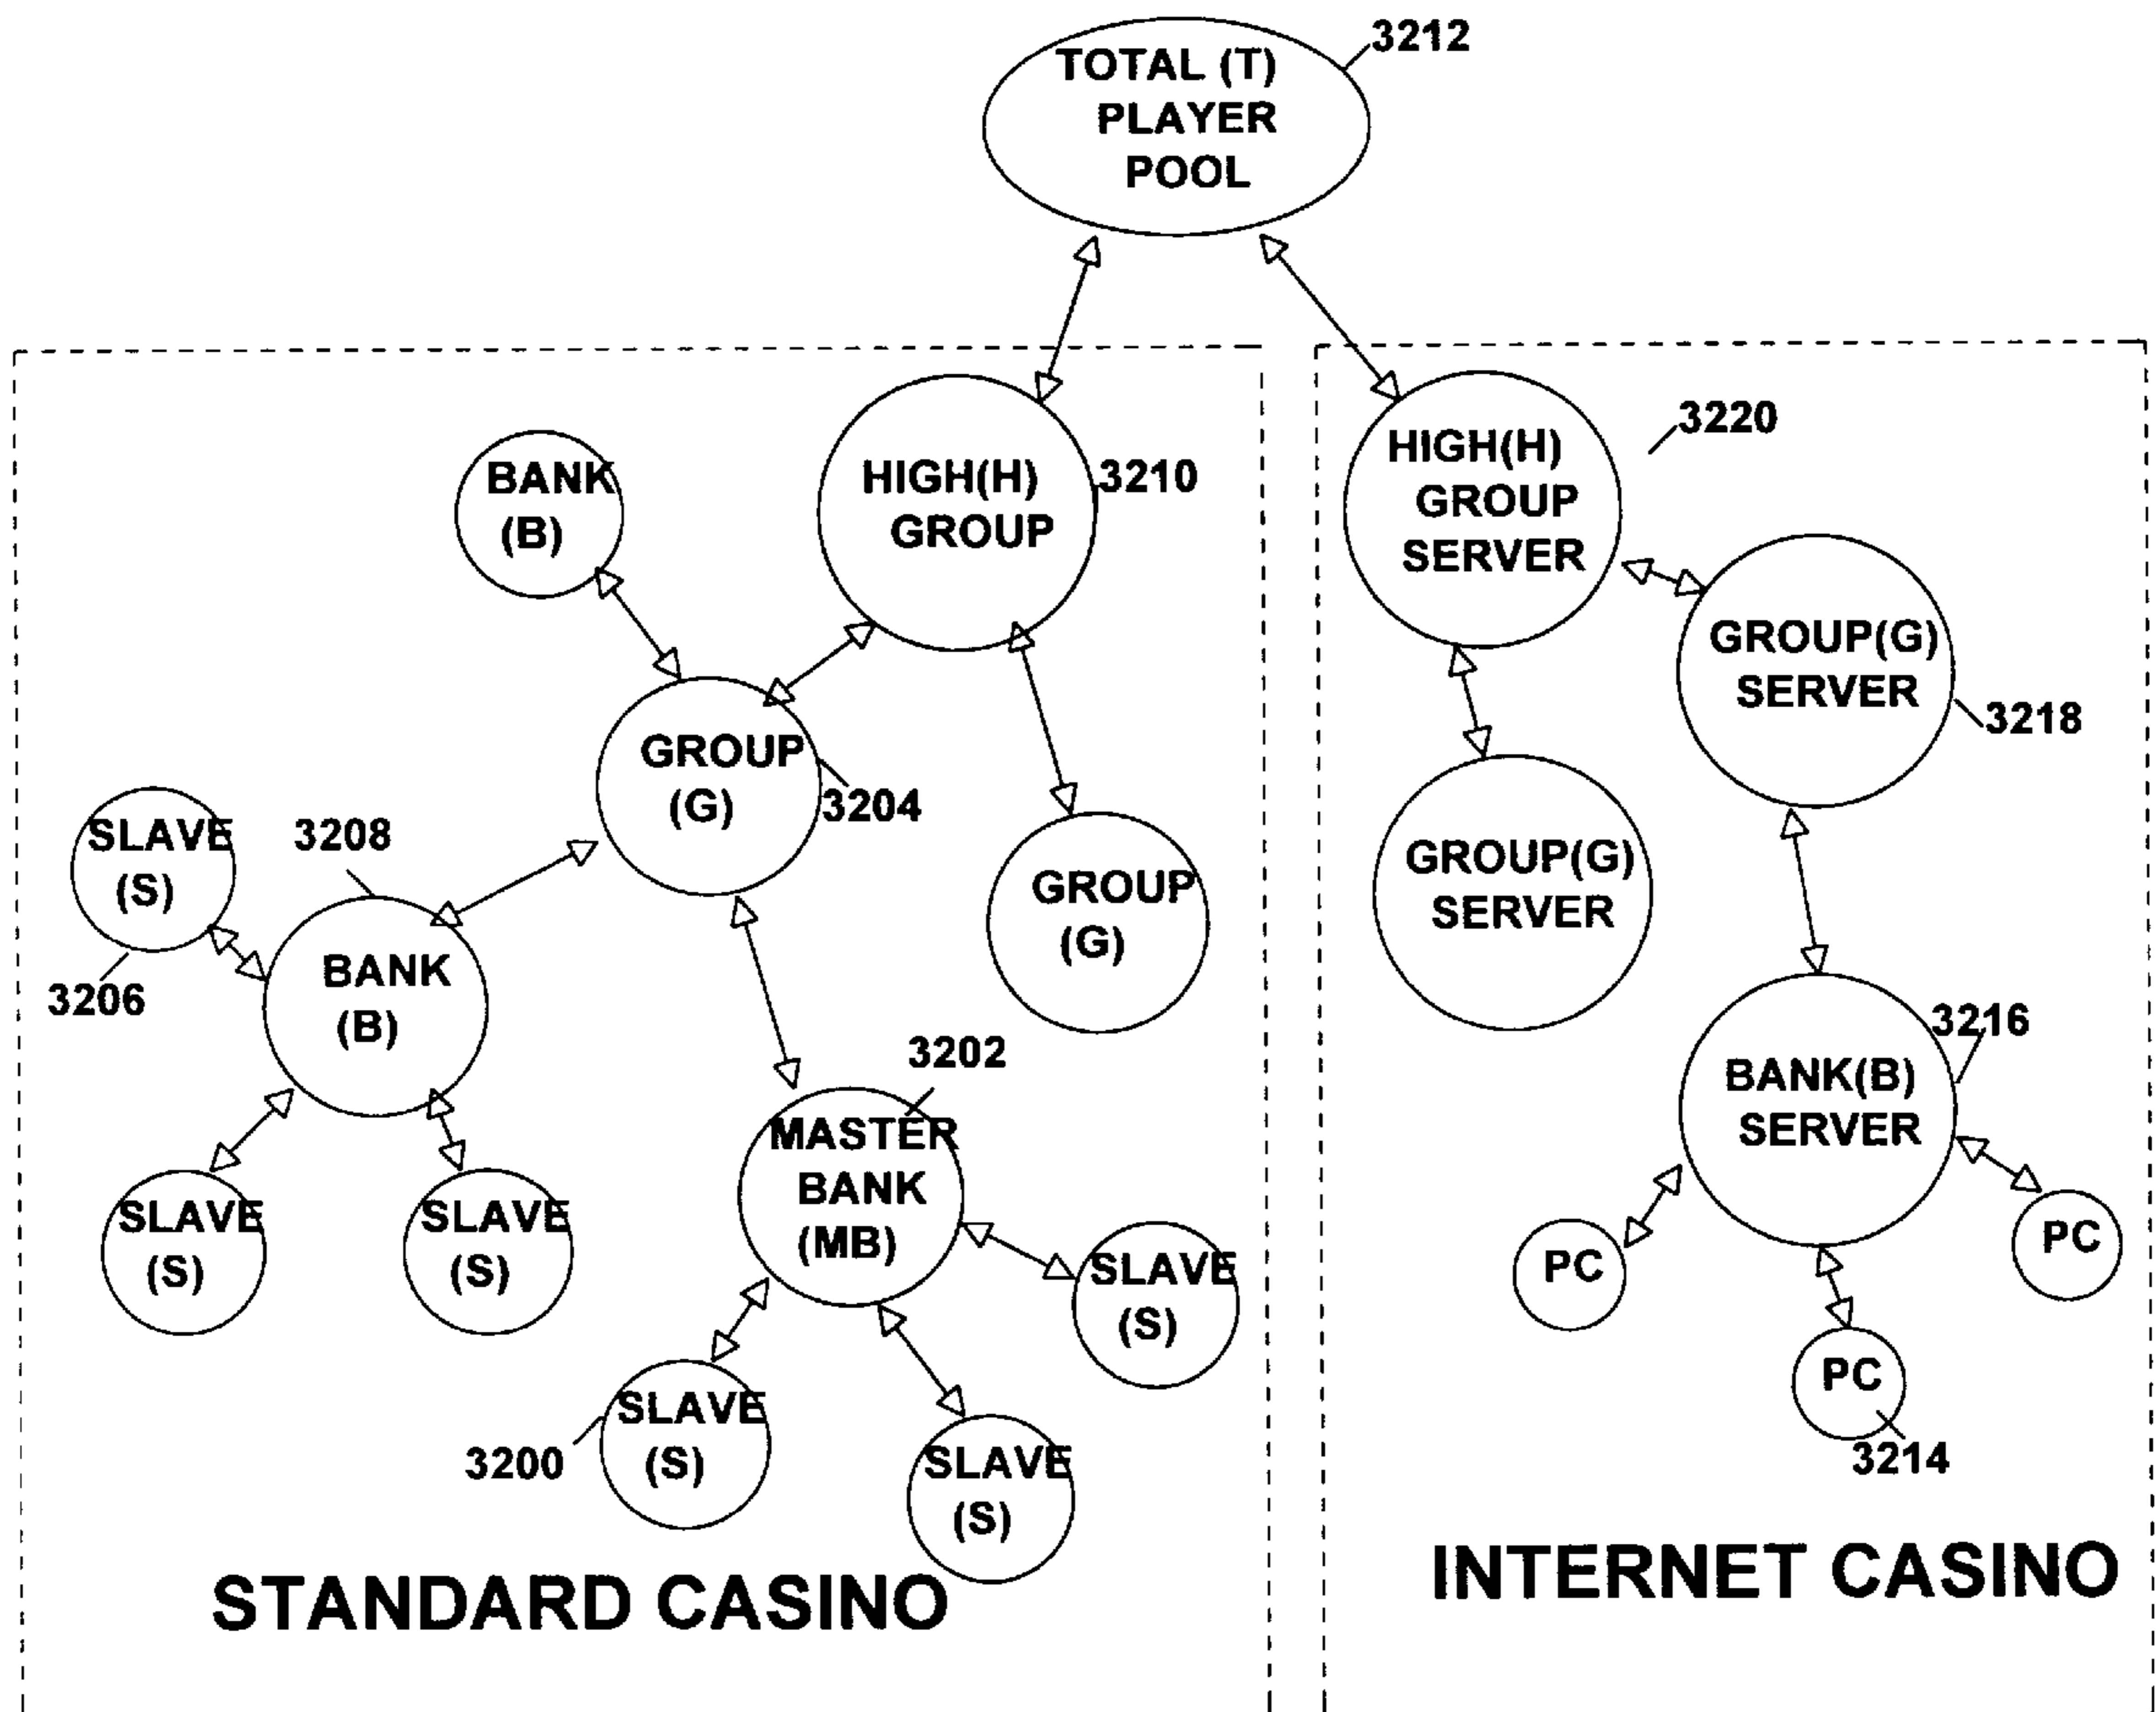 3212
TOTAL (T)
PLAYER
POOL
3220
HIGH(H)
GROUP
SERVER
BANK
(B)
HIGH(H)
GROUP
3210
GROUP(G)
SERVER
3218
GROUP
(G)
3204
SLAVE
(S)
3208
GROUP
(G)
GROUP(G)
SERVER
3206
BANK
(B)
3202
3216
BANK(B)
SERVER
MASTER
BANK
(MB)
SLAVE
(S)
SLAVE
(S)
SLAVE
(S)
PC
PC
PC
3214
3200
SLAVE
(S)
SLAVE
(S)
STANDARD CASINO
INTERNET CASINO